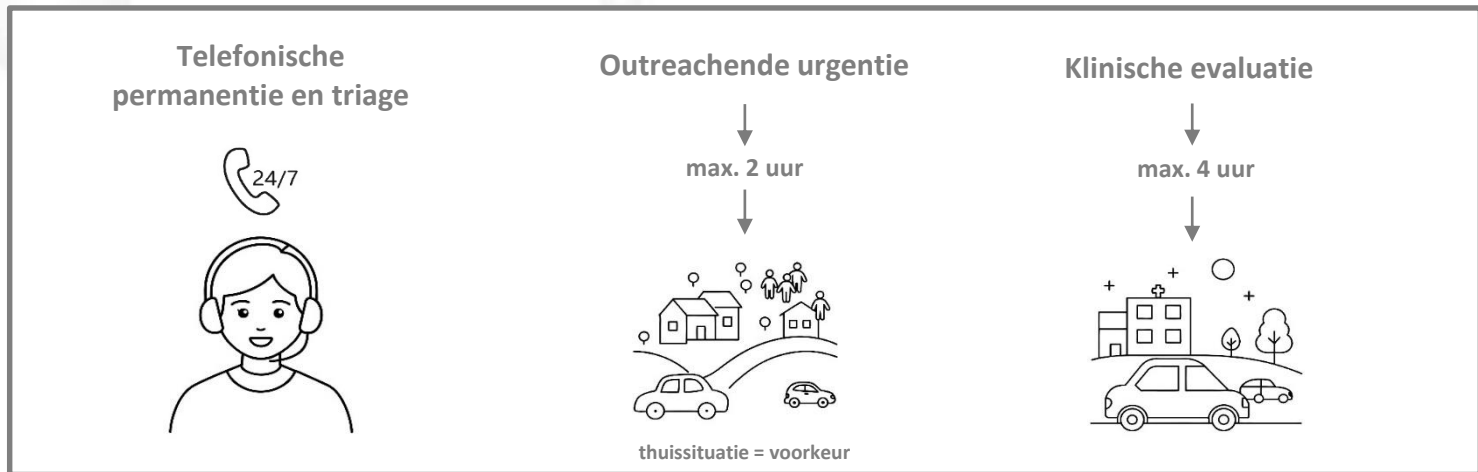 Telefonische
permanentie en triage
24/7
Outreachende urgentie
max. 2 uur
thuissituatie = voorkeur
Klinische evaluatie
max. 4 uur